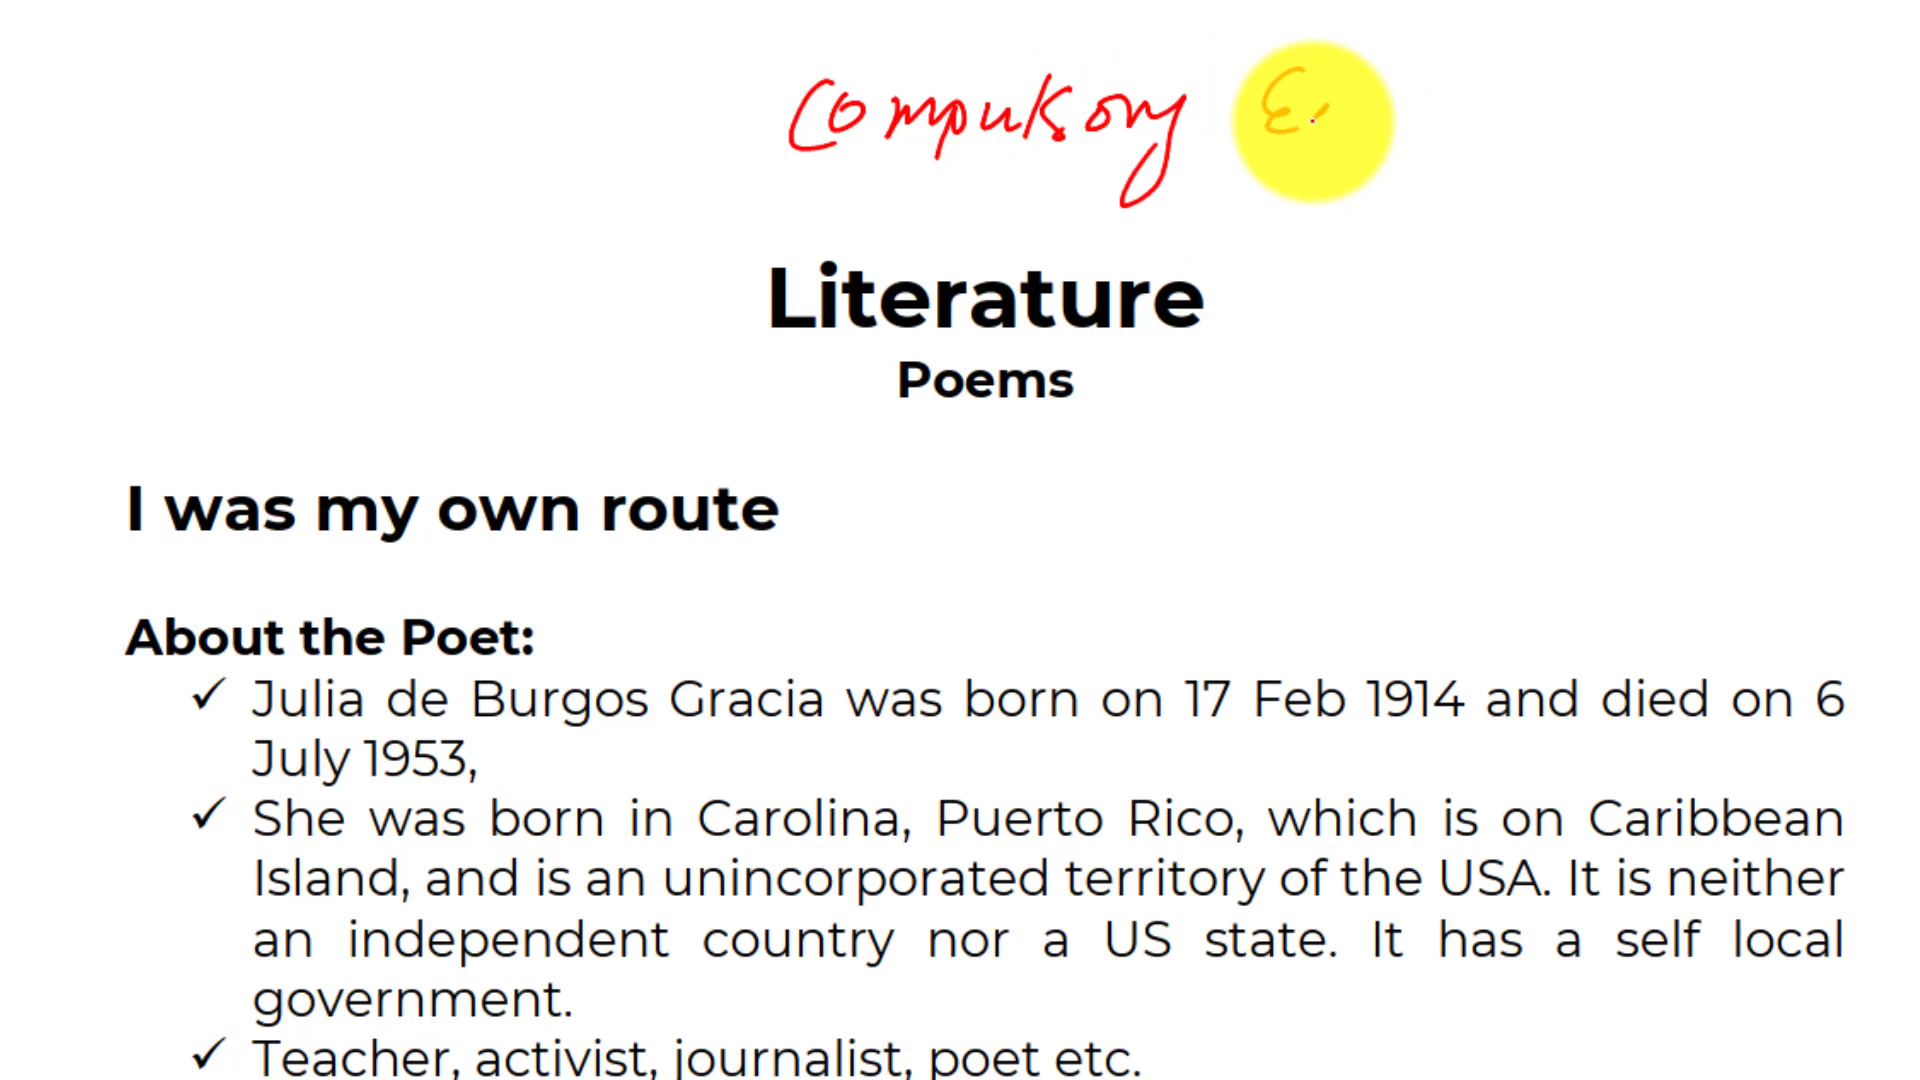 Compulsory E
Literature
Poems
I was my own route
About the Poet:
✓ Julia de Burgos Gracia was born on 17 Feb 1914 and died on 6
July 1953,
✓ She was born in Carolina, Puerto Rico, which is on Caribbean
Island, and is an unincorporated territory of the USA. It is neither
an independent country nor a US state. It has a self local
government.
✓ Teacher, activist, journalist, poet etc.